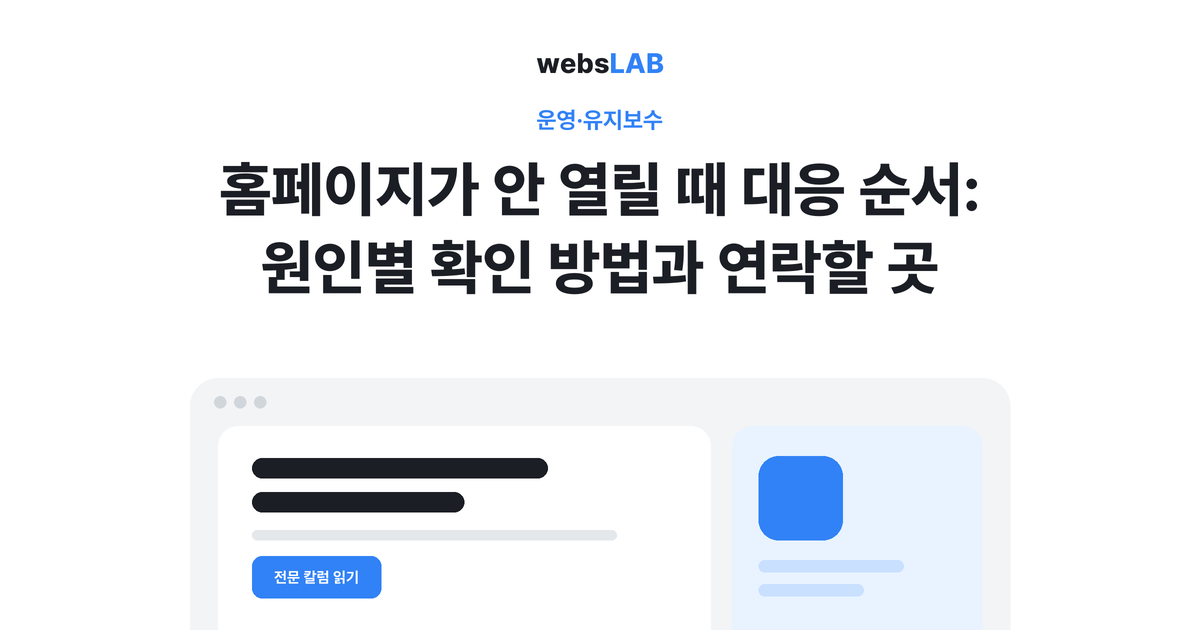 websLAB
운영·유지보수
홈페이지가 안 열릴 때 대응 순서:
원인별 확인 방법과 연락할 곳
전문 칼럼 읽기